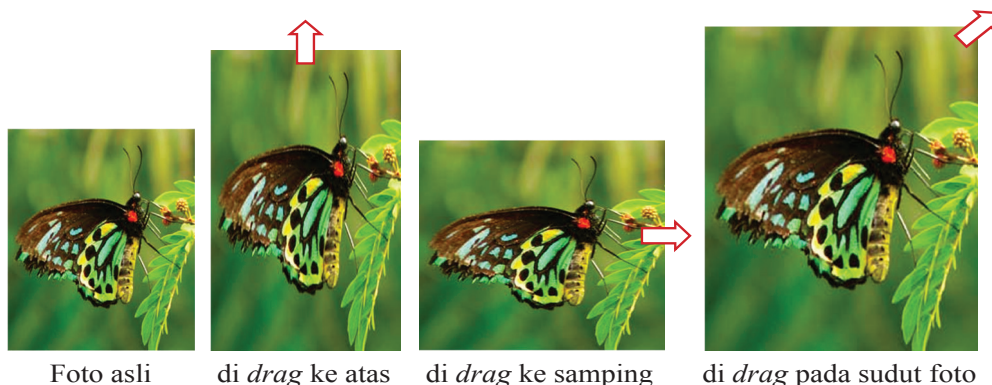 Foto asli
di drag ke atas
di drag ke samping
di drag pada sudut foto